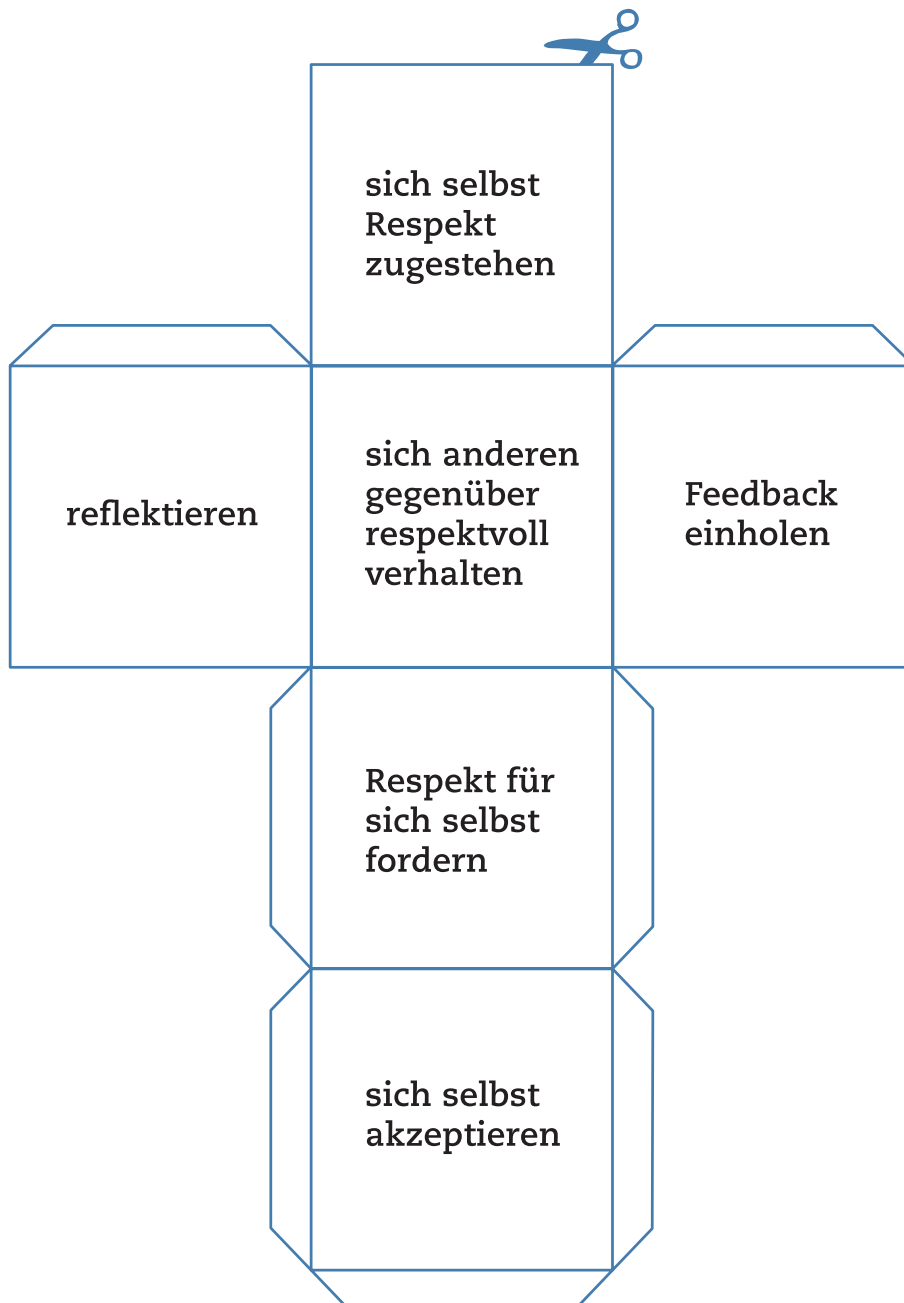 sich selbst
Respekt
zugestehen
reflektieren
sich anderen
gegenüber
respektvoll
verhalten
Feedback
einholen
Respekt für
sich selbst
fordern
sich selbst
akzeptieren